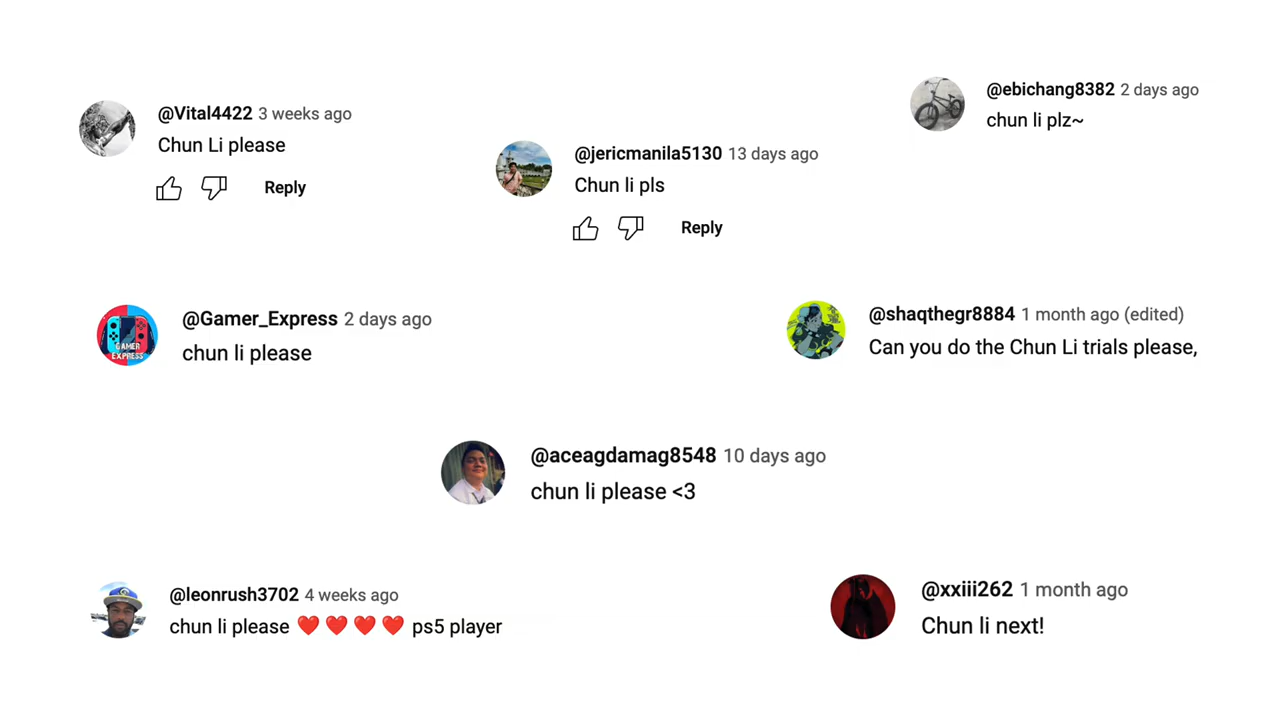 @Vital4422 3 weeks ago
Chun Li please
Reply
@jericmanila5130 13 days ago
Chun li pls
Reply
@ebichang8382 2 days ago
chun li plz~
GAMER
EXPRESS
@Gamer_Express 2 days ago
chun li please
@shaqthegr8884 1 month ago (edited)
Can you do the Chun Li trials please,
@aceagdamag8548 10 days ago
chun li please <3
@leonrush3702 4 weeks ago
chun li please ❤️❤️❤️❤️ ps5 player
@xxiii262 1 month ago
Chun li next!